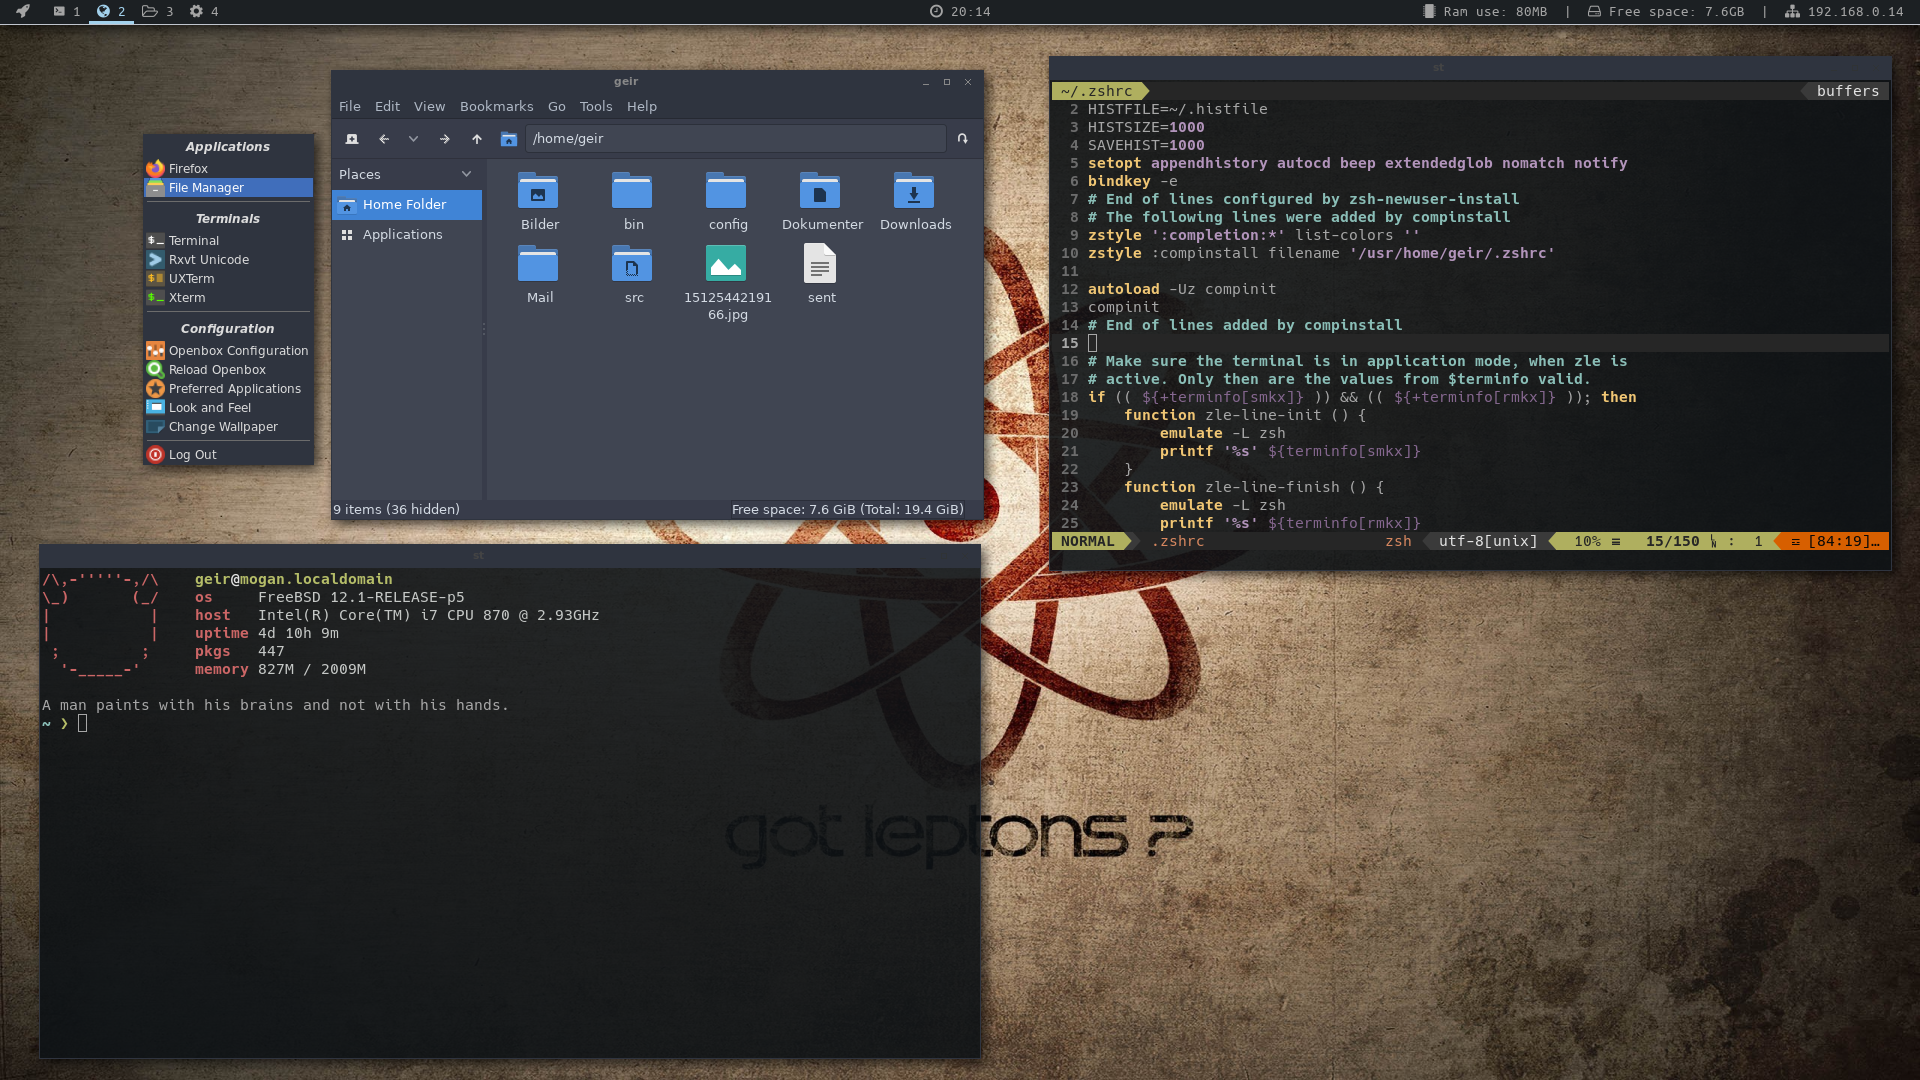 1 2 3 4
20:14
Ram use: 80MB | Free space: 7.6GB | 192.168.0.14
Applications
Firefox
File Manager
Terminals
Terminal
Rxvt Unicode
UXTerm
Xterm
Configuration
Openbox Configuration
Reload Openbox
Preferred Applications
Look and Feel
Change Wallpaper
Log Out
geir
File Edit View Bookmarks Go Tools Help
/home/geir
Places
Home Folder
Applications
Bilder bin config Dokumenter Downloads
Mail src 15125442191 sent
66.jpg
9 items (36 hidden) Free space: 7.6 GiB (Total: 19.4 GiB)
st
~/.zshrc buffers
2 HISTFILE=~/.histfile
3 HISTSIZE=1000
4 SAVEHIST=1000
5 setopt appendhistory autocd beep extendedglob nomatch notify
6 bindkey -e
7 # End of lines configured by zsh-newuser-install
8 # The following lines were added by compinstall
9 zstyle ':completion:*' list-colors ''
10 zstyle :compinstall filename '/usr/home/geir/.zshrc'
11
12 autoload -Uz compinit
13 compinit
14 # End of lines added by compinstall
15
16 # Make sure the terminal is in application mode, when zle is
17 # active. Only then are the values from $terminfo valid.
18 if (( ${+terminfo[smkx]} )) && (( ${+terminfo[rmkx]} )); then
19     function zle-line-init () {
20         emulate -L zsh
21         printf '%s' ${terminfo[smkx]}
22     }
23     function zle-line-finish () {
24         emulate -L zsh
25         printf '%s' ${terminfo[rmkx]}
NORMAL .zshrc zsh utf-8[unix] 10% ≡ 15/150 ㏑ : 1 ☲ [84:19]…
st
/\,-'''''-,/\ geir@mogan.localdomain
\_)       (_/ os FreeBSD 12.1-RELEASE-p5
|           | host Intel(R) Core(TM) i7 CPU 870 @ 2.93GHz
|           | uptime 4d 10h 9m
;         ; pkgs 447
'-_____-' memory 827M / 2009M
A man paints with his brains and not with his hands.
~ ❯
got leptons ?